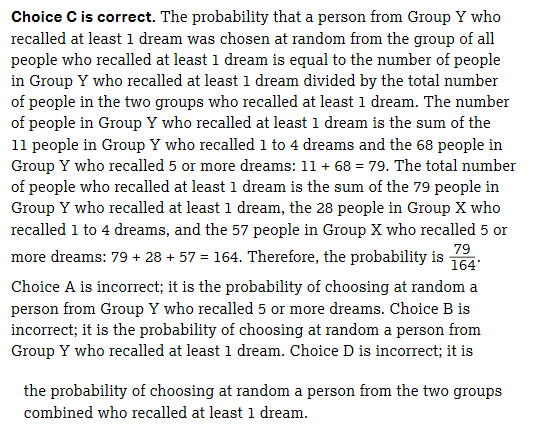 Choice C is correct. The probability that a person from Group Y who
recalled at least 1 dream was chosen at random from the group of all
people who recalled at least 1 dream is equal to the number of people
in Group Y who recalled at least 1 dream divided by the total number
of people in the two groups who recalled at least 1 dream. The number
of people in Group Y who recalled at least 1 dream is the sum of the
11 people in Group Y who recalled 1 to 4 dreams and the 68 people in
Group Y who recalled 5 or more dreams: 11 + 68 = 79. The total number
of people who recalled at least 1 dream is the sum of the 79 people in
Group Y who recalled at least 1 dream, the 28 people in Group X who
recalled 1 to 4 dreams, and the 57 people in Group X who recalled 5 or
more dreams: 79 + 28 + 57 = 164. Therefore, the probability is 79/164.
Choice A is incorrect; it is the probability of choosing at random a
person from Group Y who recalled 5 or more dreams. Choice B is
incorrect; it is the probability of choosing at random a person from
Group Y who recalled at least 1 dream. Choice D is incorrect; it is
the probability of choosing at random a person from the two groups
combined who recalled at least 1 dream.